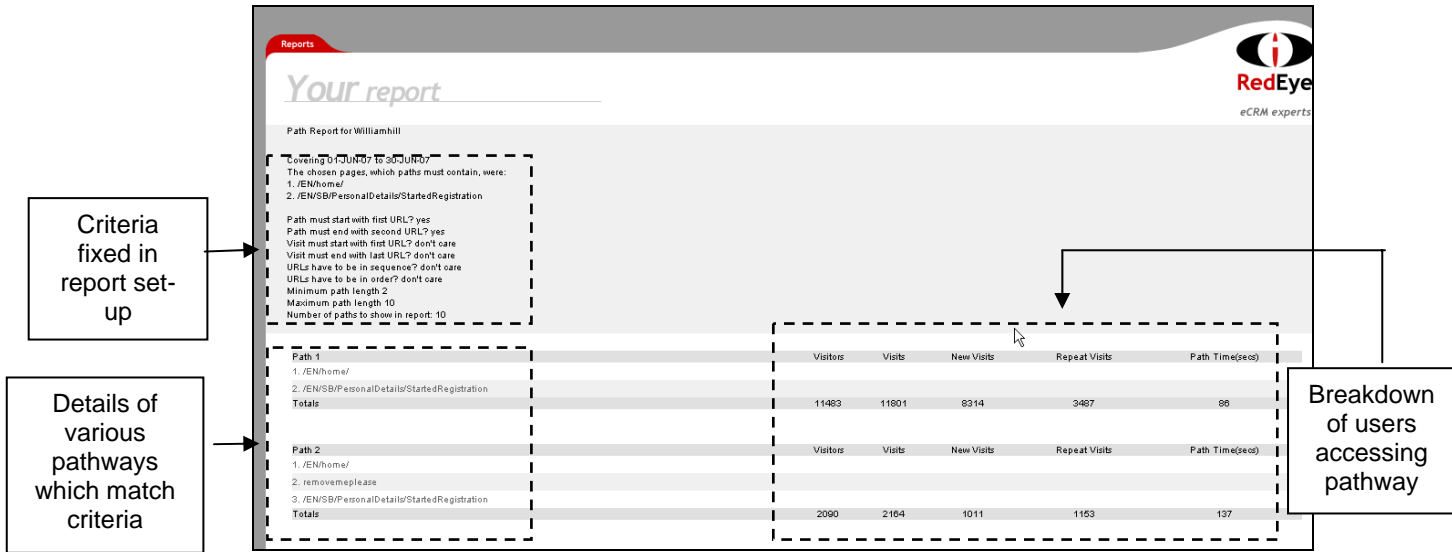 Reports
Your report
RedEye
eCRM experts
Path Report for Williamhill
Covering 01-JUN-07 to 30-JUN-07
The chosen pages, which paths must contain, were:
1. /EN/home/
2. /EN/SB/PersonalDetails/StartedRegistration
Path must start with first URL? yes
Path must end with second URL? yes
Visit must start with first URL? don't care
Visit must end with last URL? don't care
URLs have to be in sequence? don't care
URLs have to be in order? don't care
Minimum path length 2
Maximum path length 10
Number of paths to show in report: 10
Criteria
fixed in
report set-
up
Path 1 Visitors Visits New Visits Repeat Visits Path Time(secs)
1. /EN/home/
2. /EN/SB/PersonalDetails/StartedRegistration
Totals 11483 11801 8314 3487 86
Path 2 Visitors Visits New Visits Repeat Visits Path Time(secs)
1. /EN/home/
2. removemeplease
3. /EN/SB/PersonalDetails/StartedRegistration
Totals 2090 2164 1011 1153 137
Details of
various
pathways
which match
criteria
Breakdown
of users
accessing
pathway